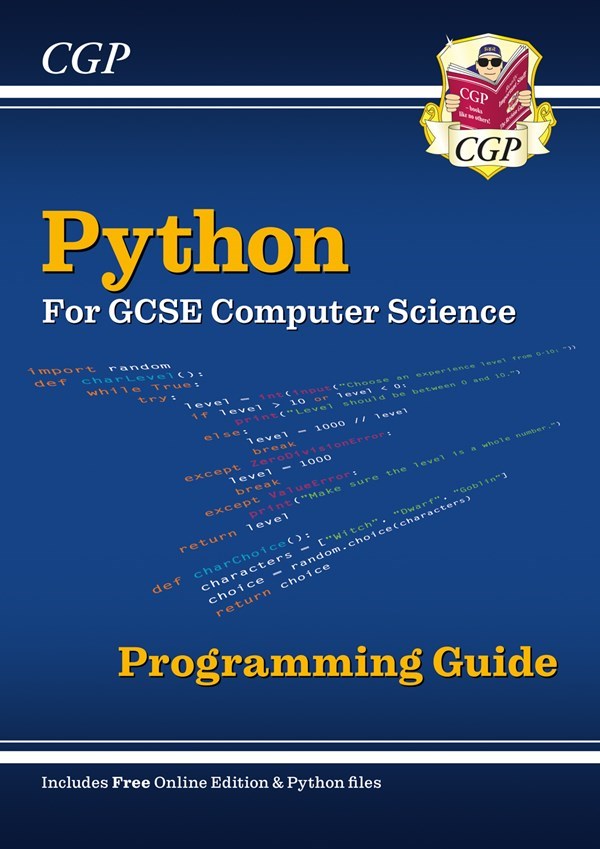 CGP
CGP
- books
like no others!
CGP
Python
For GCSE Computer Science
import random
def charLevel():
while True:
try:
level = int(input("Choose an experience level from 0-10: "))
if level > 10 or level < 0:
print("Level should be between 0 and 10.")
else:
level = 1000 // level
break
except ZeroDivisionError:
level = 1000
break
except ValueError:
print("Make sure the level is a whole number.")
return level
def charChoice():
characters = ["Witch", "Dwarf", "Goblin"]
choice = random.choice(characters)
return choice
Programming Guide
Includes Free Online Edition & Python files